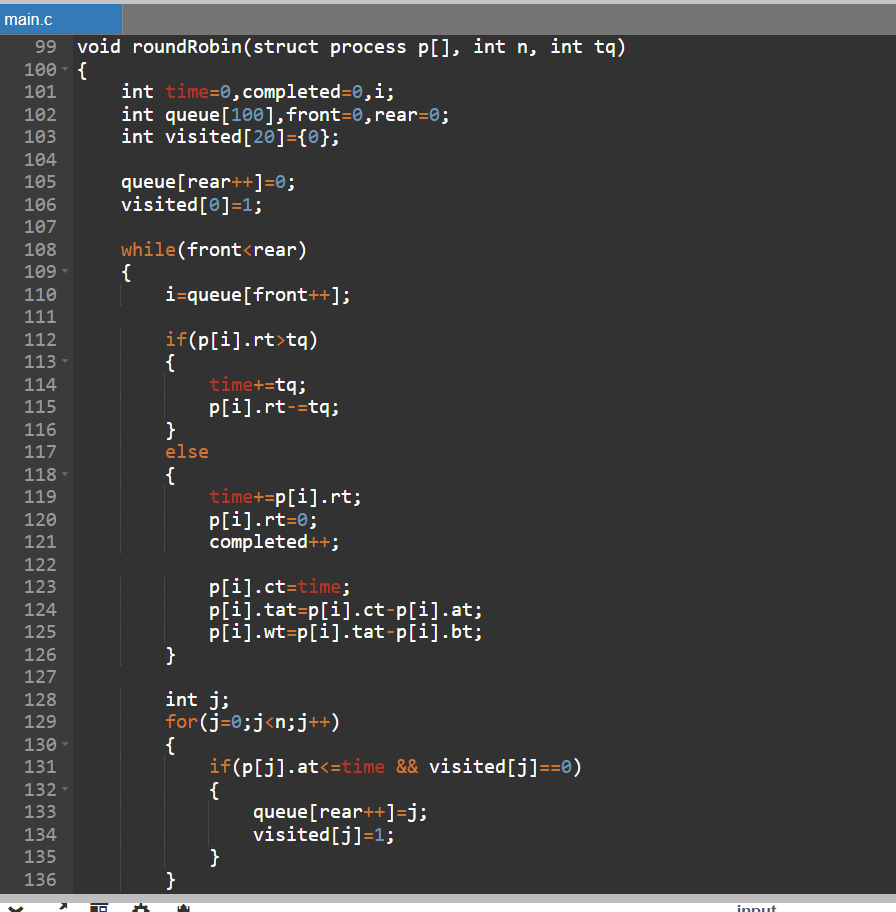 main.c
99 void roundRobin(struct process p[], int n, int tq)
100 {
101 int time=0,completed=0,i;
102 int queue[100],front=0,rear=0;
103 int visited[20]={0};
104
105 queue[rear++]=0;
106 visited[0]=1;
107
108 while(front<rear)
109 {
110 i=queue[front++];
111
112 if(p[i].rt>tq)
113 {
114 time+=tq;
115 p[i].rt-=tq;
116 }
117 else
118 {
119 time+=p[i].rt;
120 p[i].rt=0;
121 completed++;
122
123 p[i].ct=time;
124 p[i].tat=p[i].ct-p[i].at;
125 p[i].wt=p[i].tat-p[i].bt;
126 }
127
128 int j;
129 for(j=0;j<n;j++)
130 {
131 if(p[j].at<=time && visited[j]==0)
132 {
133 queue[rear++]=j;
134 visited[j]=1;
135 }
136 }
input